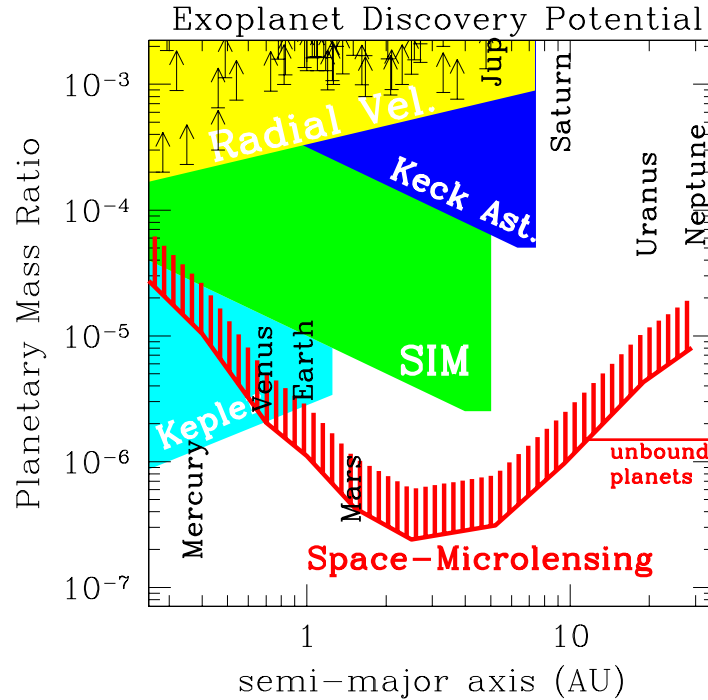 Exoplanet Discovery Potential
Planetary Mass Ratio
10^{-3}
10^{-4}
10^{-5}
10^{-6}
10^{-7}
Radial Vel.
Keck Ast.
SIM
Keple
Space-Microlensing
unbound
planets
Mercury
Venus
Earth
Mars
Jup
Saturn
Uranus
Neptune
1
10
semi-major axis (AU)